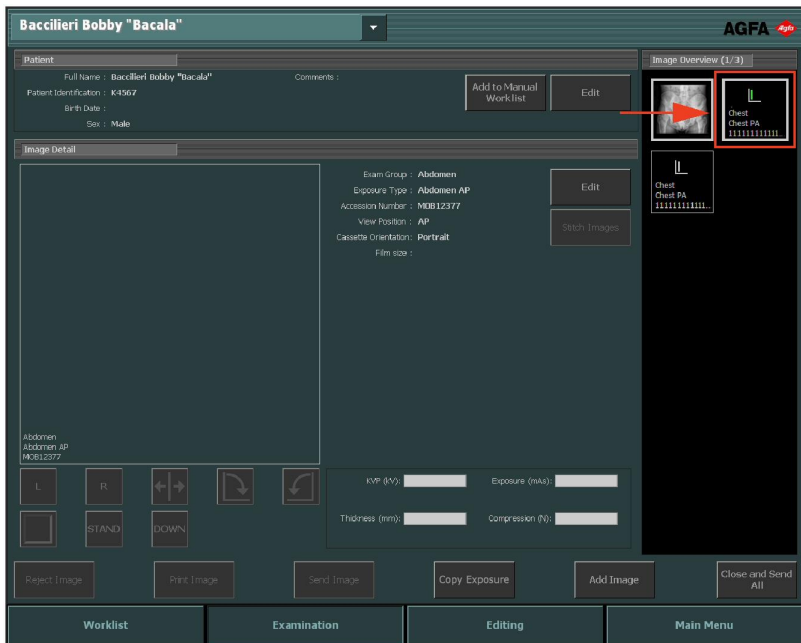 Baccilieri Bobby "Bacala"
AGFA
Agfa
Patient
Full Name : Baccilieri Bobby "Bacala"
Patient Identification : K4567
Birth Date :
Sex : Male
Comments :
Add to Manual
Worklist
Edit
Image Detail
Abdomen
Abdomen AP
MOB12377
Exam Group : Abdomen
Exposure Type : Abdomen AP
Accession Number : MOB12377
View Position : AP
Cassette Orientation: Portrait
Film size :
Edit
Stitch Images
L
R
STAND
DOWN
KVP (kV):
Exposure (mAs):
Thickness (mm):
Compression (N):
Image Overview (1/3)
Chest
Chest PA
111111111111..
Chest
Chest PA
111111111111..
Reject Image
Print Image
Send Image
Copy Exposure
Add Image
Close and Send
All
Worklist
Examination
Editing
Main Menu